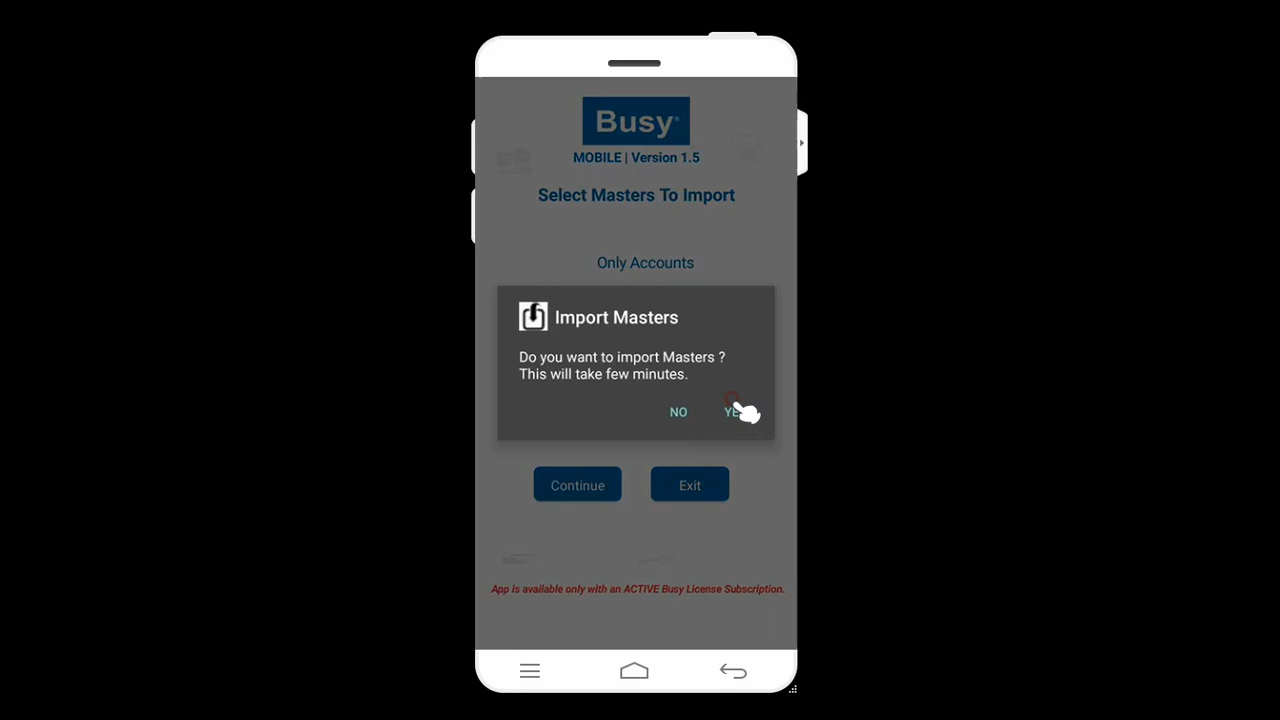 Busy
MOBILE | Version 1.5
Select Masters To Import
Only Accounts
Import Masters
Do you want to import Masters ?
This will take few minutes.
NO YE
Continue Exit
App is available only with an ACTIVE Busy License Subscription.